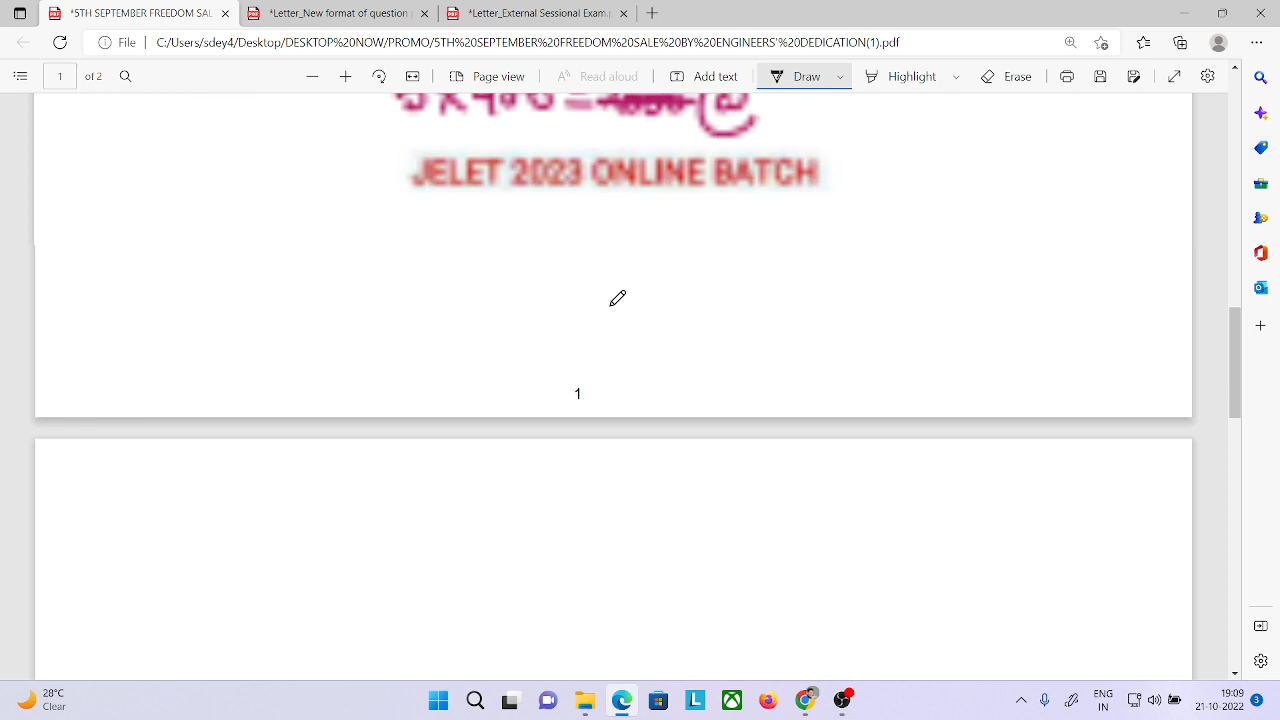 *5TH SEPTEMBER FREEDOM SAL
*Letter_New format of question
*Letter_External Sessional Exam.p
File
C:/Users/sdey4/Desktop/DESKTOP%20NOW/PROMO/5TH%20SEPTEMBER%20FREEDOM%20SALE%20BY%20ENGINEERS'%20DEDICATION(1).pdf
1 of 2
Page view
Read aloud
Add text
Draw
Highlight
Erase
JELET 2023 ONLINE BATCH
1
28°C
Clear
ENG
IN
19:09
21-10-2022
3